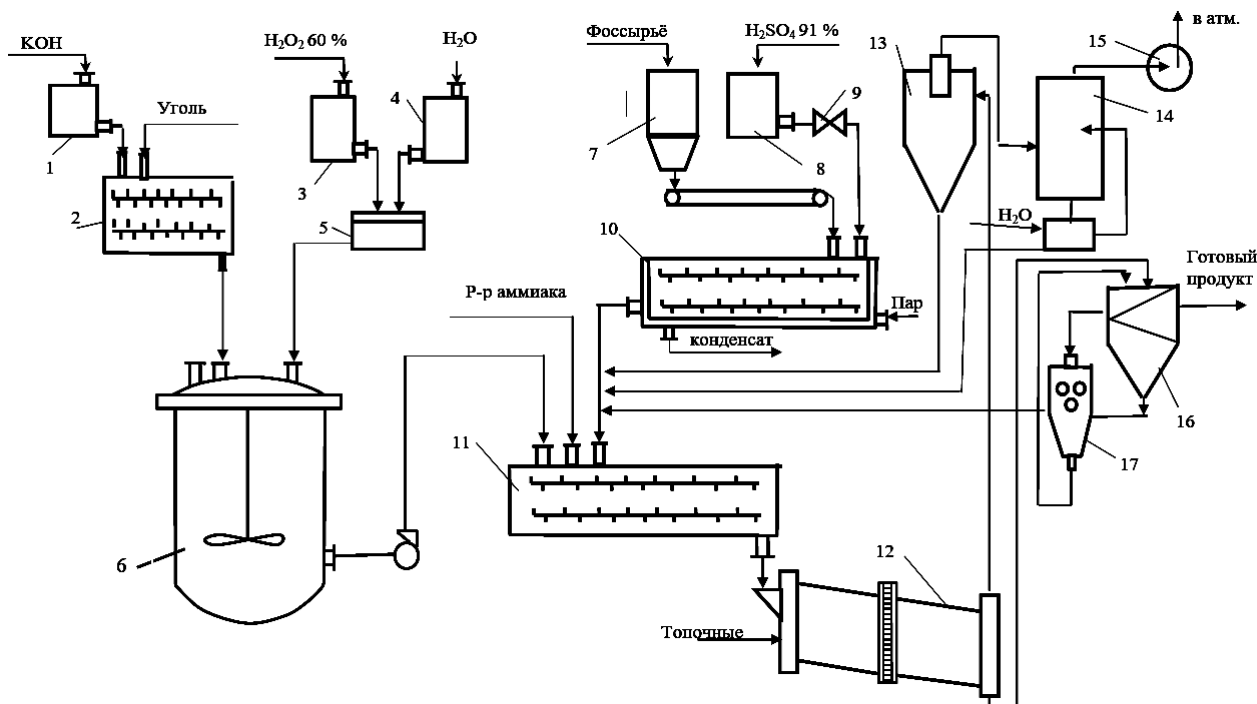 КОН
Уголь
1
2
H₂O₂ 60 %
H₂O
3
4
5
6
Фоссырьё
H₂SO₄ 91 %
7
8
9
10
Пар
конденсат
Р-р аммиака
11
12
Топочные
13
14
15
в атм.
H₂O
Готовый
продукт
16
17